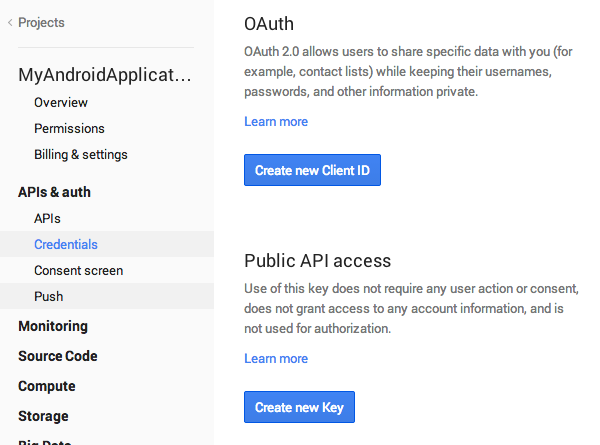 Projects
MyAndroidApplicat...
Overview
Permissions
Billing & settings
APIs & auth
APIs
Credentials
Consent screen
Push
Monitoring
Source Code
Compute
Storage
Big Data
OAuth
OAuth 2.0 allows users to share specific data with you (for
example, contact lists) while keeping their usernames,
passwords, and other information private.
Learn more
Create new Client ID
Public API access
Use of this key does not require any user action or consent,
does not grant access to any account information, and is
not used for authorization.
Learn more
Create new Key